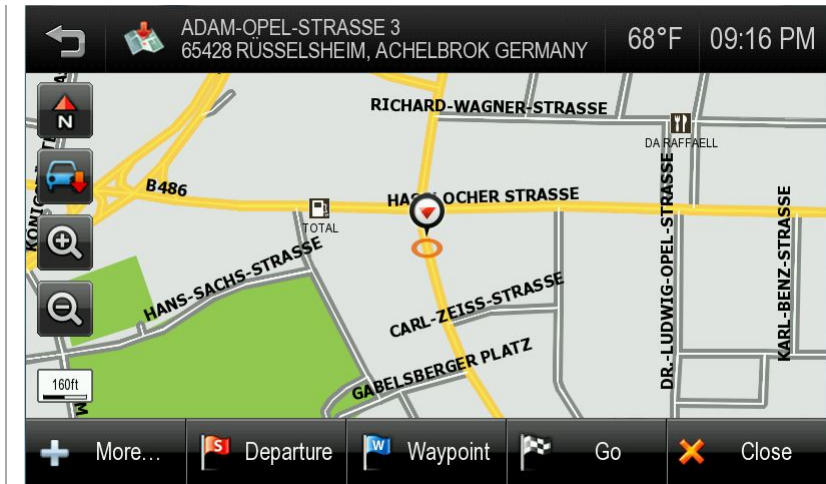 ADAM-OPEL-STRASSE 3
65428 RÜSSELSHEIM, ACHELBROK GERMANY
68°F
09:16 PM
RICHARD-WAGNER-STRASSE
DA RAFFAELL
N
B486
OCHER STRASSE
TOTAL
HANS-SACHS-STRASSE
CARL-ZEISS-STRASSE
GABELSBERGER PLATZ
DR.-LUDWIG-OPEL-STRASSE
KARL-BENZ-STRASSE
160ft
More...
S
Departure
W
Waypoint
Go
Close